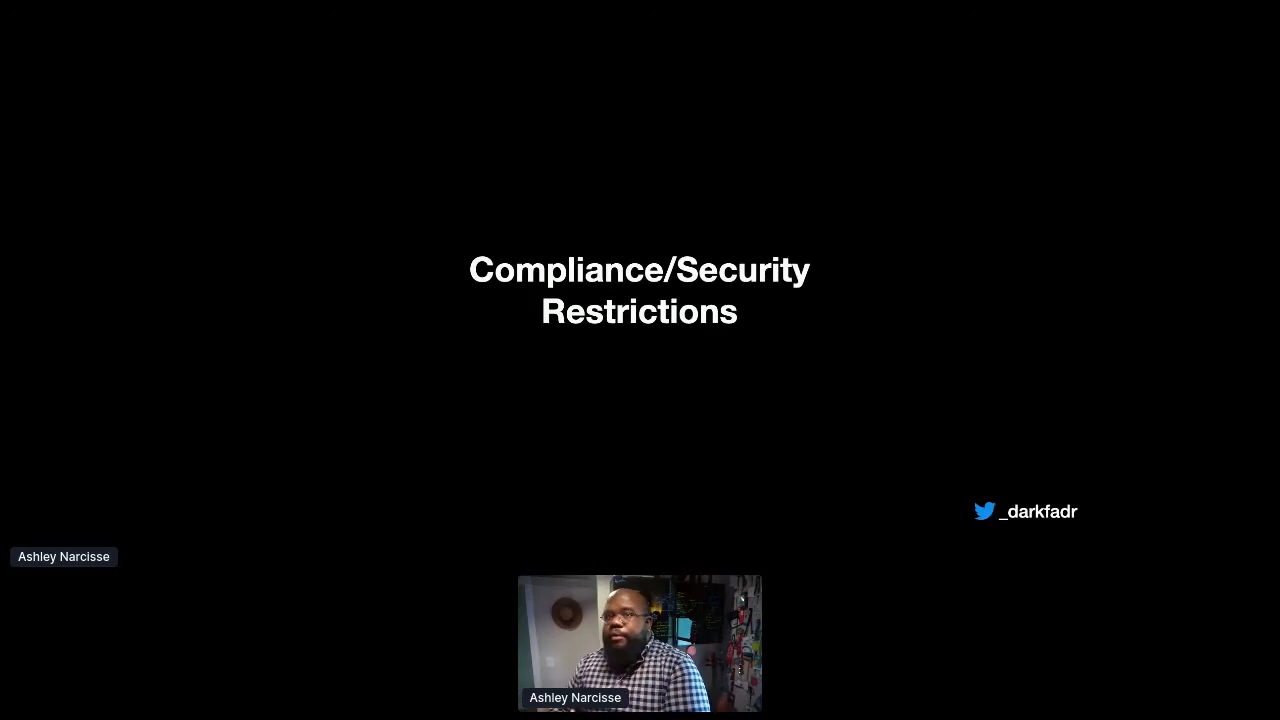 Compliance/Security
Restrictions
_darkfadr
Ashley Narcisse
Ashley Narcisse